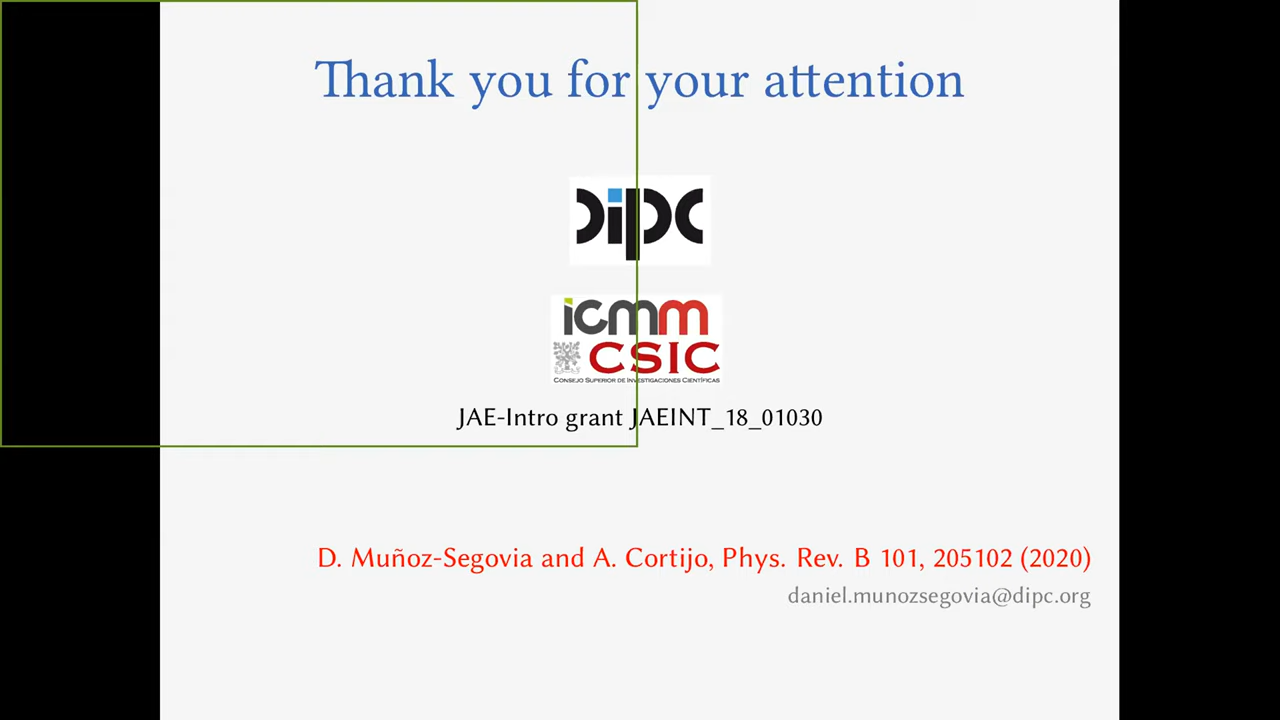 Thank you for your attention
dipc
icmm
CSIC
CONSEJO SUPERIOR DE INVESTIGACIONES CIENTÍFICAS
JAE-Intro grant JAEINT_18_01030
D. Muñoz-Segovia and A. Cortijo, Phys. Rev. B 101, 205102 (2020)
daniel.munozsegovia@dipc.org